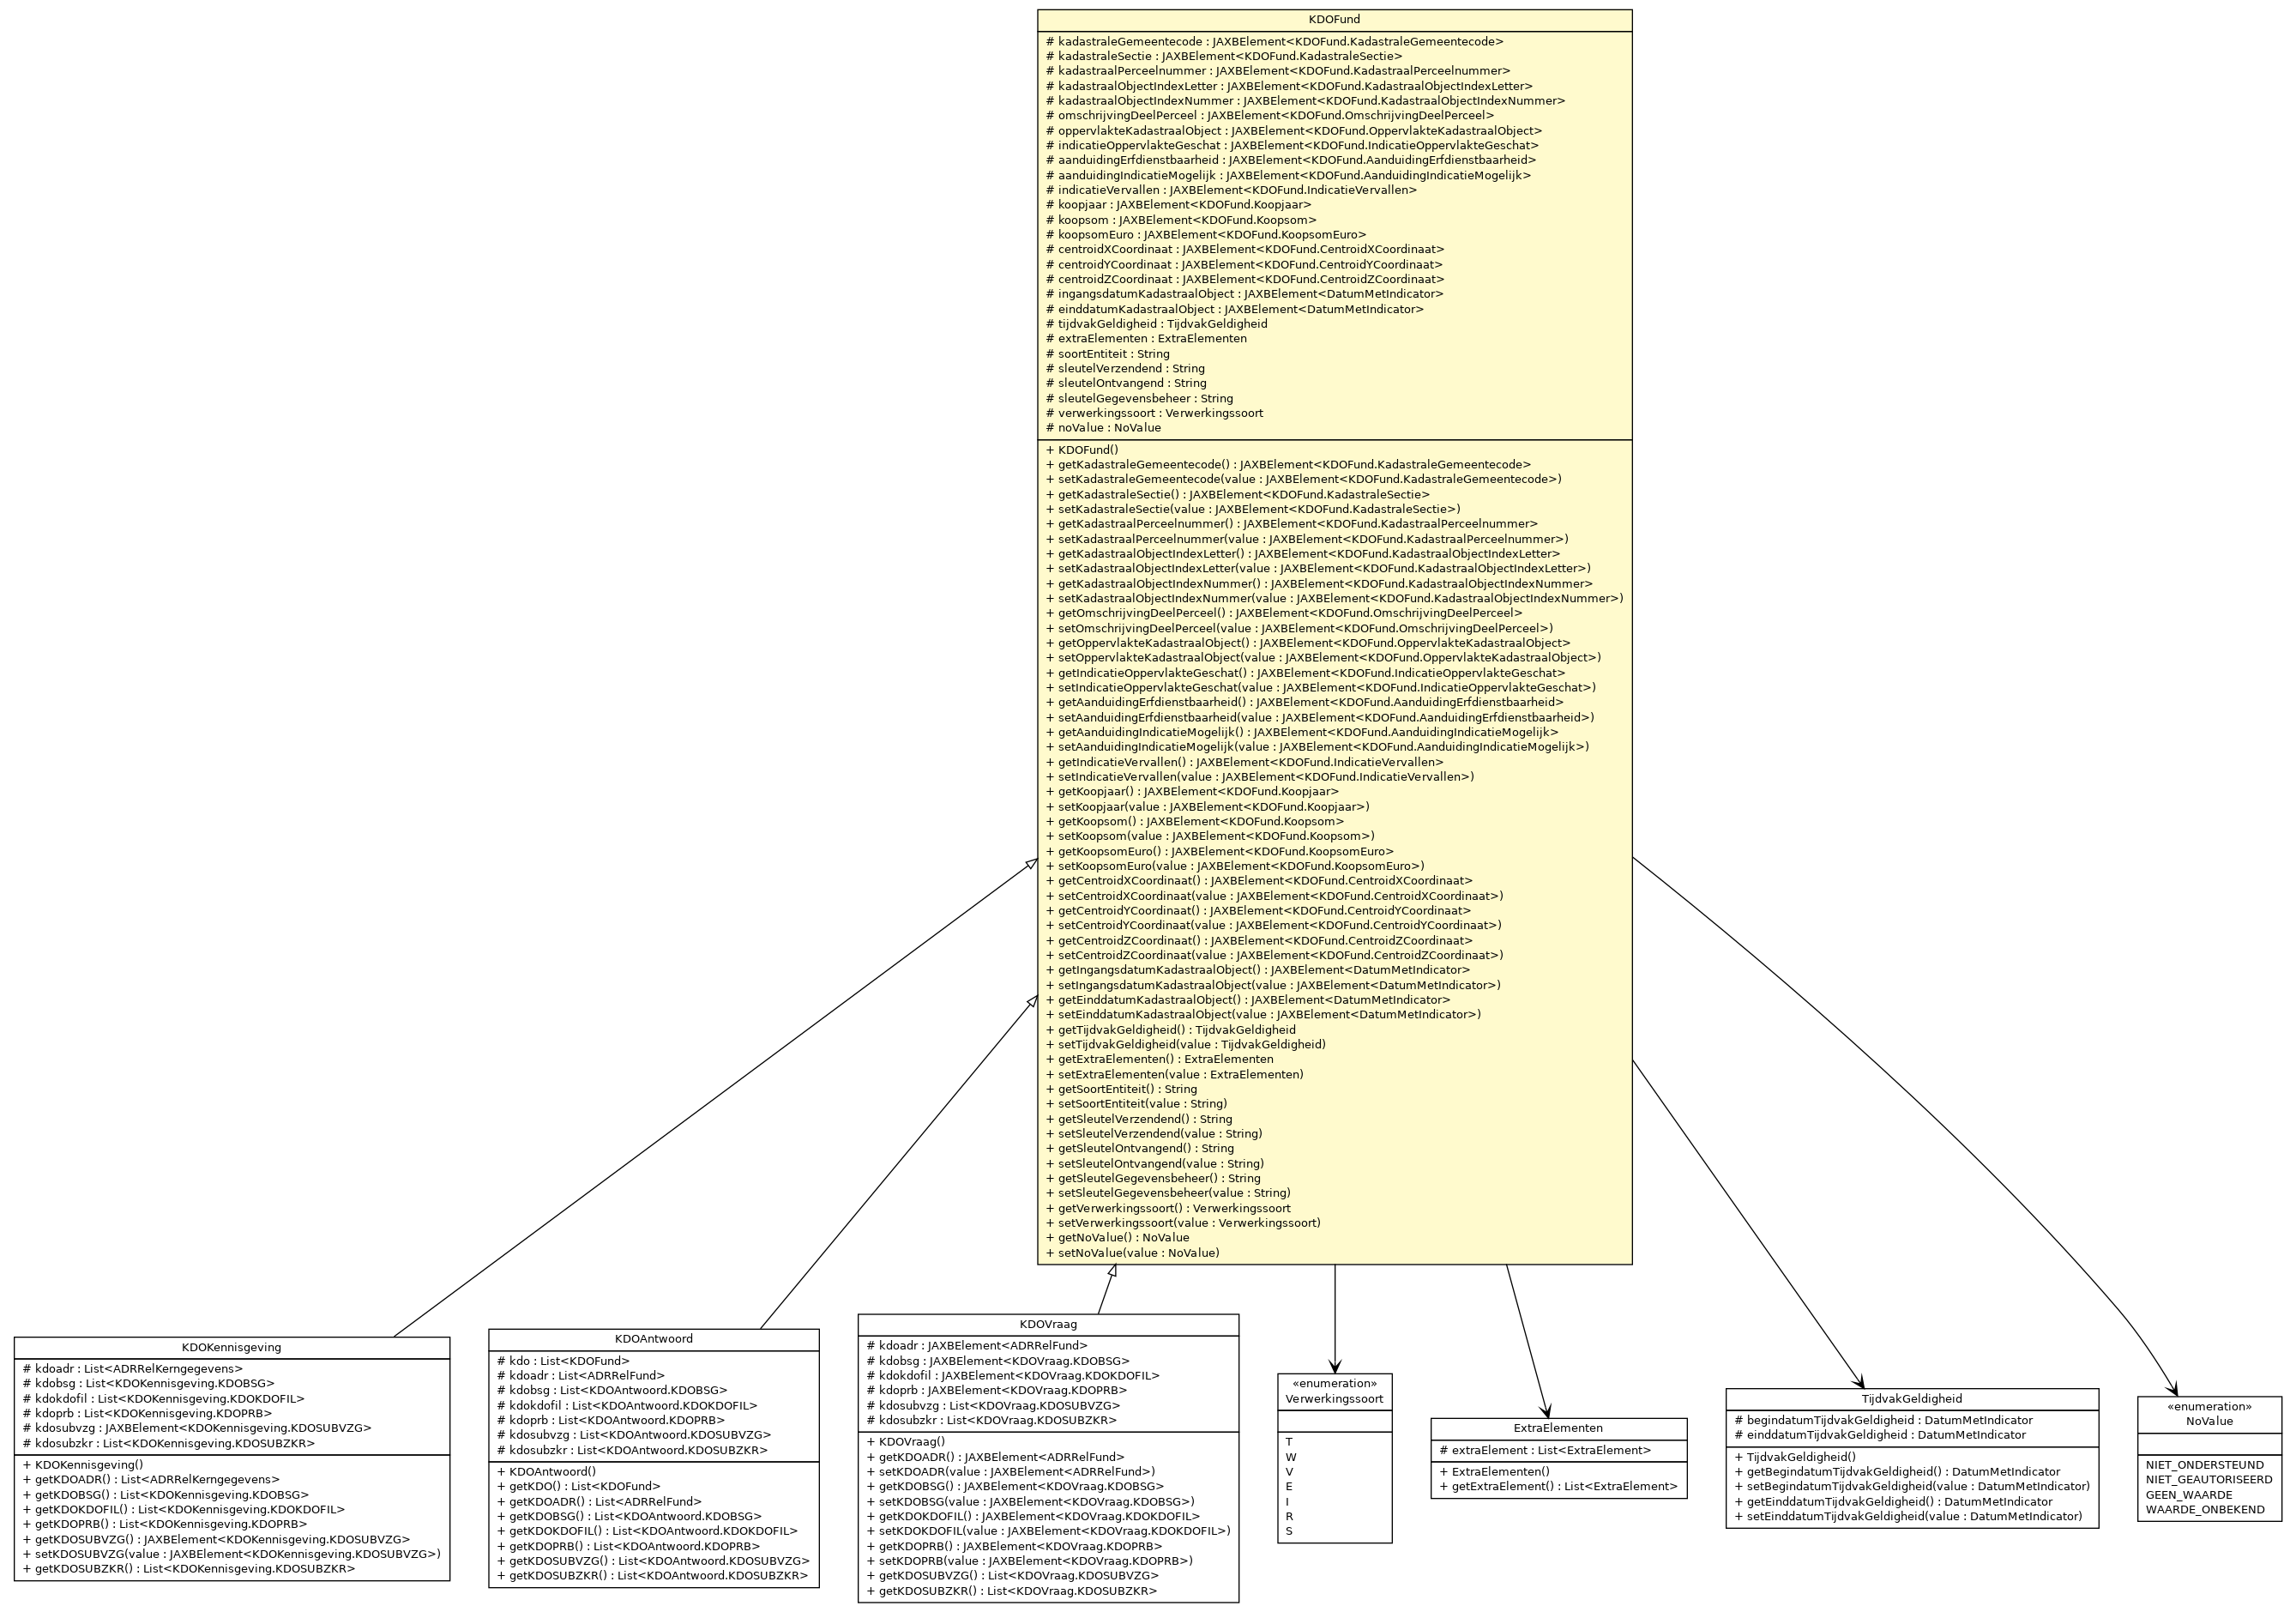 KDOFund
# kadastraleGemeentecode : JAXBElement<KDOFund.KadastraleGemeentecode>
# kadastraleSectie : JAXBElement<KDOFund.KadastraleSectie>
# kadastraalPerceelnummer : JAXBElement<KDOFund.KadastraalPerceelnummer>
# kadastraalObjectIndexLetter : JAXBElement<KDOFund.KadastraalObjectIndexLetter>
# kadastraalObjectIndexNummer : JAXBElement<KDOFund.KadastraalObjectIndexNummer>
# omschrijvingDeelPerceel : JAXBElement<KDOFund.OmschrijvingDeelPerceel>
# oppervlakteKadastraalObject : JAXBElement<KDOFund.OppervlakteKadastraalObject>
# indicatieOppervlakteGeschat : JAXBElement<KDOFund.IndicatieOppervlakteGeschat>
# aanduidingErfdienstbaarheid : JAXBElement<KDOFund.AanduidingErfdienstbaarheid>
# aanduidingIndicatieMogelijk : JAXBElement<KDOFund.AanduidingIndicatieMogelijk>
# indicatieVervallen : JAXBElement<KDOFund.IndicatieVervallen>
# koopjaar : JAXBElement<KDOFund.Koopjaar>
# koopsom : JAXBElement<KDOFund.Koopsom>
# koopsomEuro : JAXBElement<KDOFund.KoopsomEuro>
# centroidXCoordinaat : JAXBElement<KDOFund.CentroidXCoordinaat>
# centroidYCoordinaat : JAXBElement<KDOFund.CentroidYCoordinaat>
# centroidZCoordinaat : JAXBElement<KDOFund.CentroidZCoordinaat>
# ingangsdatumKadastraalObject : JAXBElement<DatumMetIndicator>
# einddatumKadastraalObject : JAXBElement<DatumMetIndicator>
# tijdvakGeldigheid : TijdvakGeldigheid
# extraElementen : ExtraElementen
# soortEntiteit : String
# sleutelVerzendend : String
# sleutelOntvangend : String
# sleutelGegevensbeheer : String
# verwerkingssoort : Verwerkingssoort
# noValue : NoValue
+ KDOFund()
+ getKadastraleGemeentecode() : JAXBElement<KDOFund.KadastraleGemeentecode>
+ setKadastraleGemeentecode(value : JAXBElement<KDOFund.KadastraleGemeentecode>)
+ getKadastraleSectie() : JAXBElement<KDOFund.KadastraleSectie>
+ setKadastraleSectie(value : JAXBElement<KDOFund.KadastraleSectie>)
+ getKadastraalPerceelnummer() : JAXBElement<KDOFund.KadastraalPerceelnummer>
+ setKadastraalPerceelnummer(value : JAXBElement<KDOFund.KadastraalPerceelnummer>)
+ getKadastraalObjectIndexLetter() : JAXBElement<KDOFund.KadastraalObjectIndexLetter>
+ setKadastraalObjectIndexLetter(value : JAXBElement<KDOFund.KadastraalObjectIndexLetter>)
+ getKadastraalObjectIndexNummer() : JAXBElement<KDOFund.KadastraalObjectIndexNummer>
+ setKadastraalObjectIndexNummer(value : JAXBElement<KDOFund.KadastraalObjectIndexNummer>)
+ getOmschrijvingDeelPerceel() : JAXBElement<KDOFund.OmschrijvingDeelPerceel>
+ setOmschrijvingDeelPerceel(value : JAXBElement<KDOFund.OmschrijvingDeelPerceel>)
+ getOppervlakteKadastraalObject() : JAXBElement<KDOFund.OppervlakteKadastraalObject>
+ setOppervlakteKadastraalObject(value : JAXBElement<KDOFund.OppervlakteKadastraalObject>)
+ getIndicatieOppervlakteGeschat() : JAXBElement<KDOFund.IndicatieOppervlakteGeschat>
+ setIndicatieOppervlakteGeschat(value : JAXBElement<KDOFund.IndicatieOppervlakteGeschat>)
+ getAanduidingErfdienstbaarheid() : JAXBElement<KDOFund.AanduidingErfdienstbaarheid>
+ setAanduidingErfdienstbaarheid(value : JAXBElement<KDOFund.AanduidingErfdienstbaarheid>)
+ getAanduidingIndicatieMogelijk() : JAXBElement<KDOFund.AanduidingIndicatieMogelijk>
+ setAanduidingIndicatieMogelijk(value : JAXBElement<KDOFund.AanduidingIndicatieMogelijk>)
+ getIndicatieVervallen() : JAXBElement<KDOFund.IndicatieVervallen>
+ setIndicatieVervallen(value : JAXBElement<KDOFund.IndicatieVervallen>)
+ getKoopjaar() : JAXBElement<KDOFund.Koopjaar>
+ setKoopjaar(value : JAXBElement<KDOFund.Koopjaar>)
+ getKoopsom() : JAXBElement<KDOFund.Koopsom>
+ setKoopsom(value : JAXBElement<KDOFund.Koopsom>)
+ getKoopsomEuro() : JAXBElement<KDOFund.KoopsomEuro>
+ setKoopsomEuro(value : JAXBElement<KDOFund.KoopsomEuro>)
+ getCentroidXCoordinaat() : JAXBElement<KDOFund.CentroidXCoordinaat>
+ setCentroidXCoordinaat(value : JAXBElement<KDOFund.CentroidXCoordinaat>)
+ getCentroidYCoordinaat() : JAXBElement<KDOFund.CentroidYCoordinaat>
+ setCentroidYCoordinaat(value : JAXBElement<KDOFund.CentroidYCoordinaat>)
+ getCentroidZCoordinaat() : JAXBElement<KDOFund.CentroidZCoordinaat>
+ setCentroidZCoordinaat(value : JAXBElement<KDOFund.CentroidZCoordinaat>)
+ getIngangsdatumKadastraalObject() : JAXBElement<DatumMetIndicator>
+ setIngangsdatumKadastraalObject(value : JAXBElement<DatumMetIndicator>)
+ getEinddatumKadastraalObject() : JAXBElement<DatumMetIndicator>
+ setEinddatumKadastraalObject(value : JAXBElement<DatumMetIndicator>)
+ getTijdvakGeldigheid() : TijdvakGeldigheid
+ setTijdvakGeldigheid(value : TijdvakGeldigheid)
+ getExtraElementen() : ExtraElementen
+ setExtraElementen(value : ExtraElementen)
+ getSoortEntiteit() : String
+ setSoortEntiteit(value : String)
+ getSleutelVerzendend() : String
+ setSleutelVerzendend(value : String)
+ getSleutelOntvangend() : String
+ setSleutelOntvangend(value : String)
+ getSleutelGegevensbeheer() : String
+ setSleutelGegevensbeheer(value : String)
+ getVerwerkingssoort() : Verwerkingssoort
+ setVerwerkingssoort(value : Verwerkingssoort)
+ getNoValue() : NoValue
+ setNoValue(value : NoValue)
KDOKennisgeving
# kdoadr : List<ADRRelKerngegevens>
# kdobsg : List<KDOKennisgeving.KDOBSG>
# kdokdofil : List<KDOKennisgeving.KDOKDOFIL>
# kdoprb : List<KDOKennisgeving.KDOPRB>
# kdosubvzg : JAXBElement<KDOKennisgeving.KDOSUBVZG>
# kdosubzkr : List<KDOKennisgeving.KDOSUBZKR>
+ KDOKennisgeving()
+ getKDOADR() : List<ADRRelKerngegevens>
+ getKDOBSG() : List<KDOKennisgeving.KDOBSG>
+ getKDOKDOFIL() : List<KDOKennisgeving.KDOKDOFIL>
+ getKDOPRB() : List<KDOKennisgeving.KDOPRB>
+ getKDOSUBVZG() : JAXBElement<KDOKennisgeving.KDOSUBVZG>
+ setKDOSUBVZG(value : JAXBElement<KDOKennisgeving.KDOSUBVZG>)
+ getKDOSUBZKR() : List<KDOKennisgeving.KDOSUBZKR>
KDOAntwoord
# kdo : List<KDOFund>
# kdoadr : List<ADRRelFund>
# kdobsg : List<KDOAntwoord.KDOBSG>
# kdokdofil : List<KDOAntwoord.KDOKDOFIL>
# kdoprb : List<KDOAntwoord.KDOPRB>
# kdosubvzg : List<KDOAntwoord.KDOSUBVZG>
# kdosubzkr : List<KDOAntwoord.KDOSUBZKR>
+ KDOAntwoord()
+ getKDO() : List<KDOFund>
+ getKDOADR() : List<ADRRelFund>
+ getKDOBSG() : List<KDOAntwoord.KDOBSG>
+ getKDOKDOFIL() : List<KDOAntwoord.KDOKDOFIL>
+ getKDOPRB() : List<KDOAntwoord.KDOPRB>
+ getKDOSUBVZG() : List<KDOAntwoord.KDOSUBVZG>
+ getKDOSUBZKR() : List<KDOAntwoord.KDOSUBZKR>
KDOVraag
# kdoadr : JAXBElement<ADRRelFund>
# kdobsg : JAXBElement<KDOVraag.KDOBSG>
# kdokdofil : JAXBElement<KDOVraag.KDOKDOFIL>
# kdoprb : JAXBElement<KDOVraag.KDOPRB>
# kdosubvzg : List<KDOVraag.KDOSUBVZG>
# kdosubzkr : List<KDOVraag.KDOSUBZKR>
+ KDOVraag()
+ getKDOADR() : JAXBElement<ADRRelFund>
+ setKDOADR(value : JAXBElement<ADRRelFund>)
+ getKDOBSG() : JAXBElement<KDOVraag.KDOBSG>
+ setKDOBSG(value : JAXBElement<KDOVraag.KDOBSG>)
+ getKDOKDOFIL() : JAXBElement<KDOVraag.KDOKDOFIL>
+ setKDOKDOFIL(value : JAXBElement<KDOVraag.KDOKDOFIL>)
+ getKDOPRB() : JAXBElement<KDOVraag.KDOPRB>
+ setKDOPRB(value : JAXBElement<KDOVraag.KDOPRB>)
+ getKDOSUBVZG() : List<KDOVraag.KDOSUBVZG>
+ getKDOSUBZKR() : List<KDOVraag.KDOSUBZKR>
«enumeration»
Verwerkingssoort
T
W
V
E
I
R
S
ExtraElementen
# extraElement : List<ExtraElement>
+ ExtraElementen()
+ getExtraElement() : List<ExtraElement>
TijdvakGeldigheid
# begindatumTijdvakGeldigheid : DatumMetIndicator
# einddatumTijdvakGeldigheid : DatumMetIndicator
+ TijdvakGeldigheid()
+ getBegindatumTijdvakGeldigheid() : DatumMetIndicator
+ setBegindatumTijdvakGeldigheid(value : DatumMetIndicator)
+ getEinddatumTijdvakGeldigheid() : DatumMetIndicator
+ setEinddatumTijdvakGeldigheid(value : DatumMetIndicator)
«enumeration»
NoValue
NIET_ONDERSTEUND
NIET_GEAUTORISEERD
GEEN_WAARDE
WAARDE_ONBEKEND